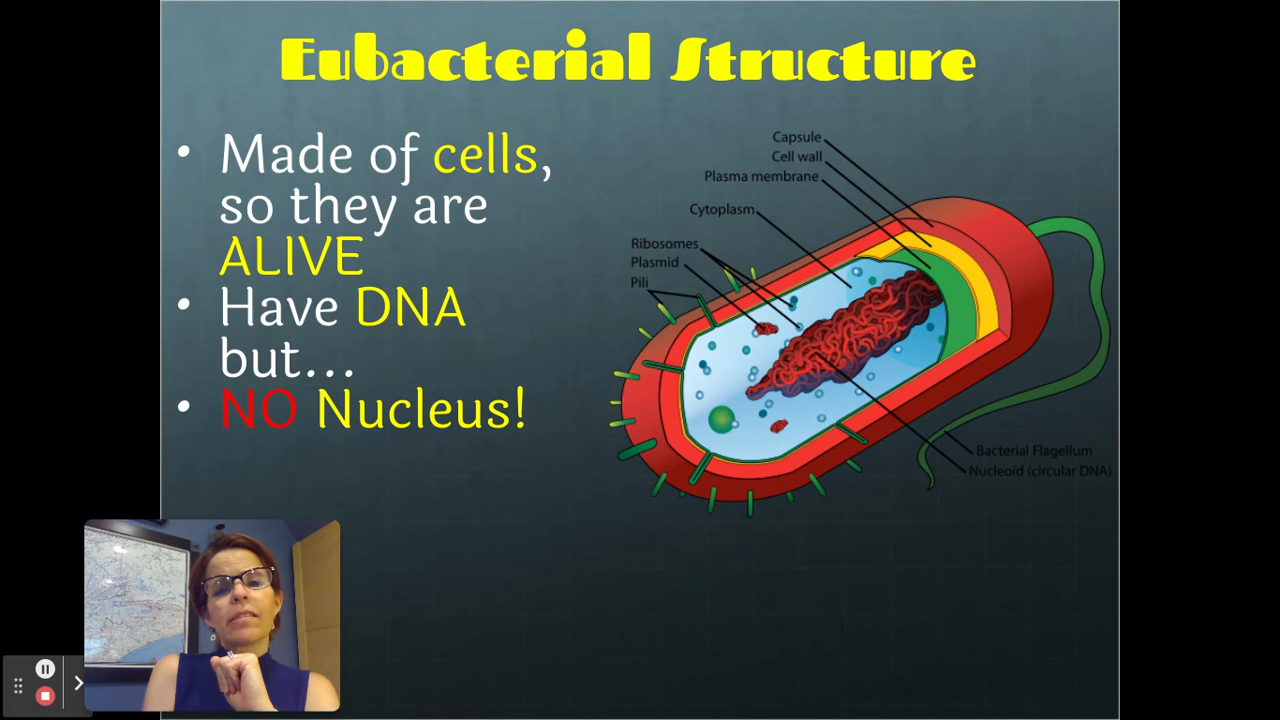 Eubacterial Structure
• Made of cells,
so they are
ALIVE
• Have DNA
but...
• NO Nucleus!
Capsule
Cell wall
Plasma membrane
Cytoplasm
Ribosomes
Plasmid
Pili
Bacterial Flagellum
Nucleoid (circular DNA)